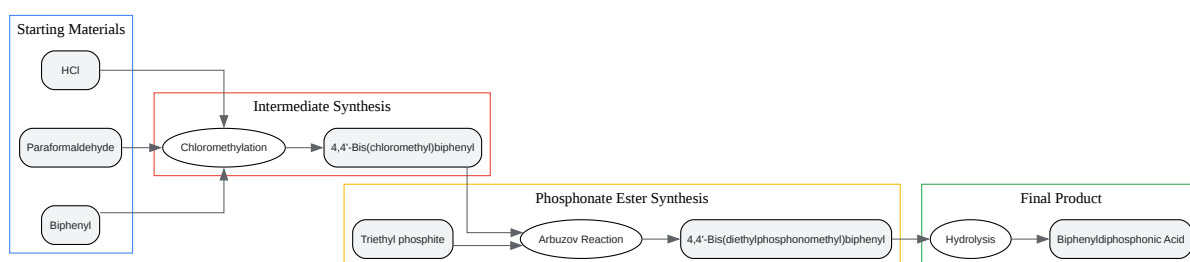 Starting Materials
HCl
Intermediate Synthesis
Paraformaldehyde
Chloromethylation
4,4'-Bis(chloromethyl)biphenyl
Biphenyl
Phosphonate Ester Synthesis
Triethyl phosphite
Arbuzov Reaction
4,4'-Bis(diethylphosphonomethyl)biphenyl
Final Product
Hydrolysis
Biphenyldiphosphonic Acid